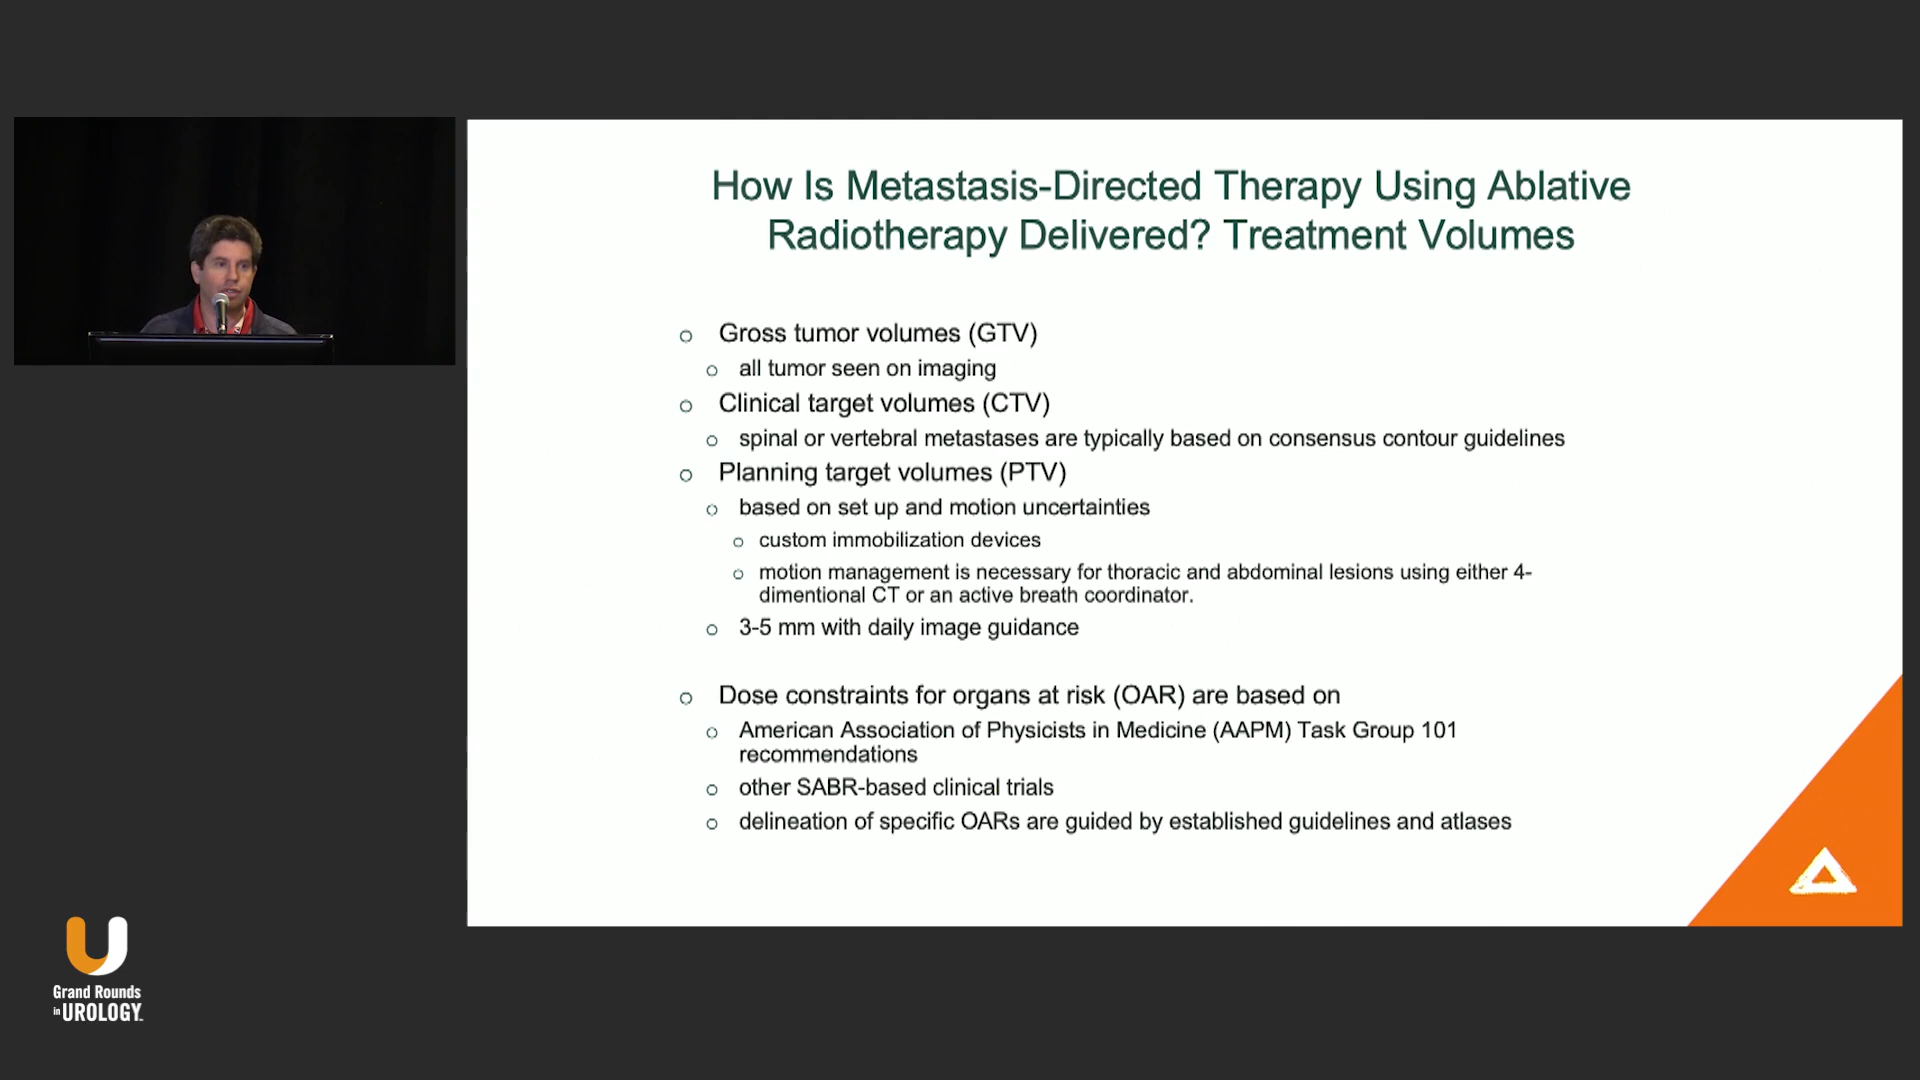 How Is Metastasis-Directed Therapy Using Ablative
Radiotherapy Delivered? Treatment Volumes
Gross tumor volumes (GTV)
all tumor seen on imaging
Clinical target volumes (CTV)
spinal or vertebral metastases are typically based on consensus contour guidelines
Planning target volumes (PTV)
based on set up and motion uncertainties
custom immobilization devices
motion management is necessary for thoracic and abdominal lesions using either 4-
dimentional CT or an active breath coordinator.
3-5 mm with daily image guidance
Dose constraints for organs at risk (OAR) are based on
American Association of Physicists in Medicine (AAPM) Task Group 101
recommendations
other SABR-based clinical trials
delineation of specific OARs are guided by established guidelines and atlases
Grand Rounds
in UROLOGY